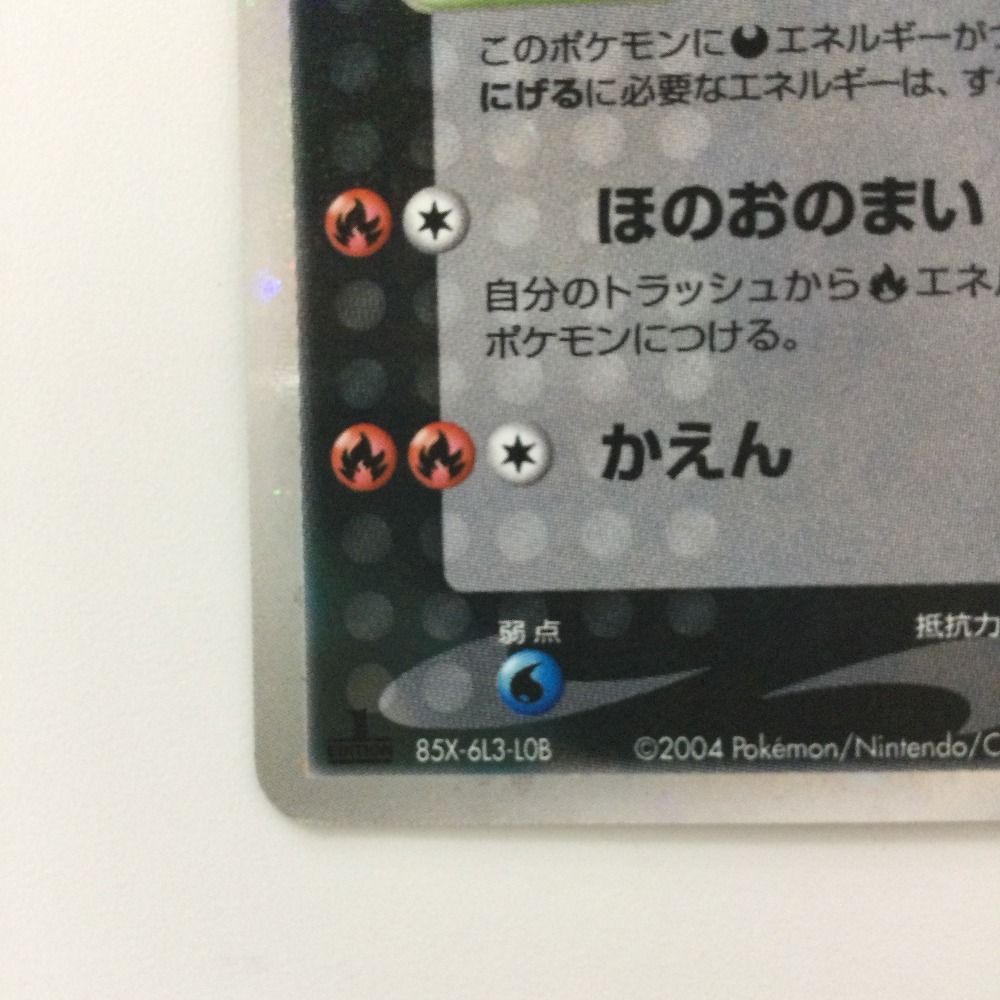 このポケモンにエネルギーが
にげるに必要なエネルギーは、す
ほのおのまい
自分のトラッシュからエネ
ポケモンにつける。
かえん
弱点
抵抗力
1
EDITION
85X-6L3-L0B
©2004 Pokémon/Nintendo/C